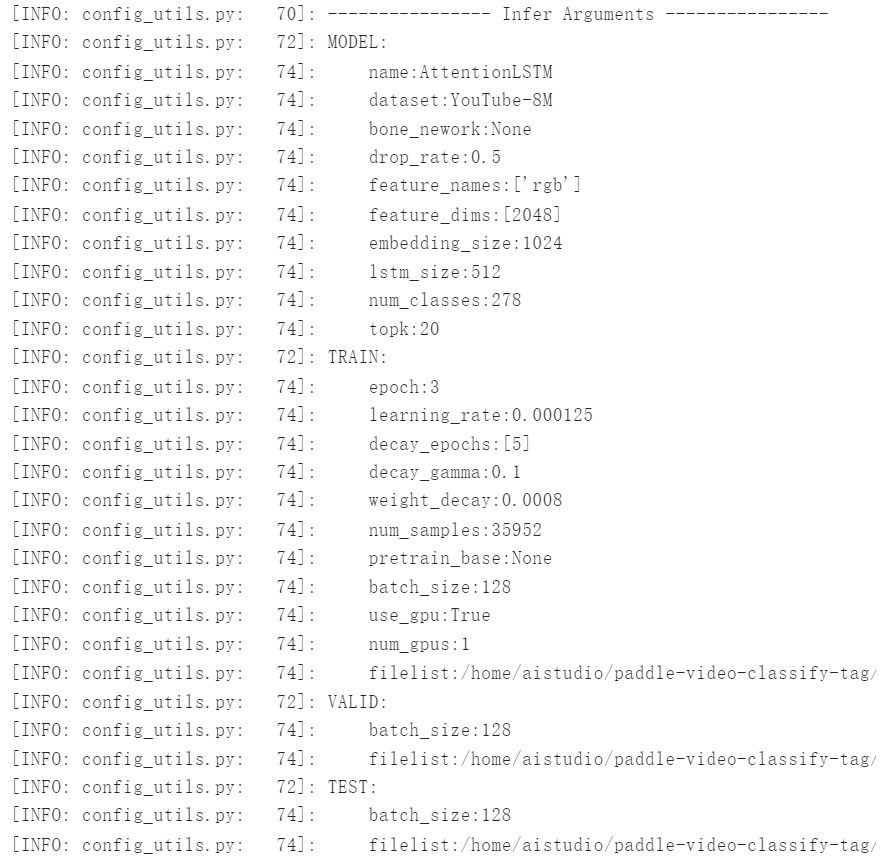 [INFO: config_utils.py:   70]: ---------------- Infer Arguments ----------------
[INFO: config_utils.py:   72]: MODEL:
[INFO: config_utils.py:   74]:     name:AttentionLSTM
[INFO: config_utils.py:   74]:     dataset:YouTube-8M
[INFO: config_utils.py:   74]:     bone_nework:None
[INFO: config_utils.py:   74]:     drop_rate:0.5
[INFO: config_utils.py:   74]:     feature_names:['rgb']
[INFO: config_utils.py:   74]:     feature_dims:[2048]
[INFO: config_utils.py:   74]:     embedding_size:1024
[INFO: config_utils.py:   74]:     lstm_size:512
[INFO: config_utils.py:   74]:     num_classes:278
[INFO: config_utils.py:   74]:     topk:20
[INFO: config_utils.py:   72]: TRAIN:
[INFO: config_utils.py:   74]:     epoch:3
[INFO: config_utils.py:   74]:     learning_rate:0.000125
[INFO: config_utils.py:   74]:     decay_epochs:[5]
[INFO: config_utils.py:   74]:     decay_gamma:0.1
[INFO: config_utils.py:   74]:     weight_decay:0.0008
[INFO: config_utils.py:   74]:     num_samples:35952
[INFO: config_utils.py:   74]:     pretrain_base:None
[INFO: config_utils.py:   74]:     batch_size:128
[INFO: config_utils.py:   74]:     use_gpu:True
[INFO: config_utils.py:   74]:     num_gpus:1
[INFO: config_utils.py:   74]:     filelist:/home/aistudio/paddle-video-classify-tag/
[INFO: config_utils.py:   72]: VALID:
[INFO: config_utils.py:   74]:     batch_size:128
[INFO: config_utils.py:   74]:     filelist:/home/aistudio/paddle-video-classify-tag/
[INFO: config_utils.py:   72]: TEST:
[INFO: config_utils.py:   74]:     batch_size:128
[INFO: config_utils.py:   74]:     filelist:/home/aistudio/paddle-video-classify-tag/